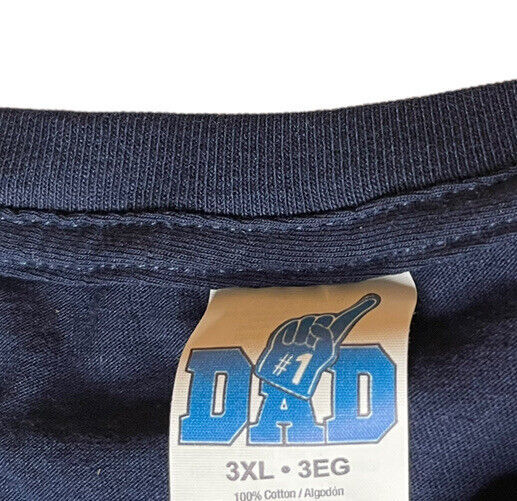 #1
DAD
3XL • 3EG
100% Cotton / Algodón